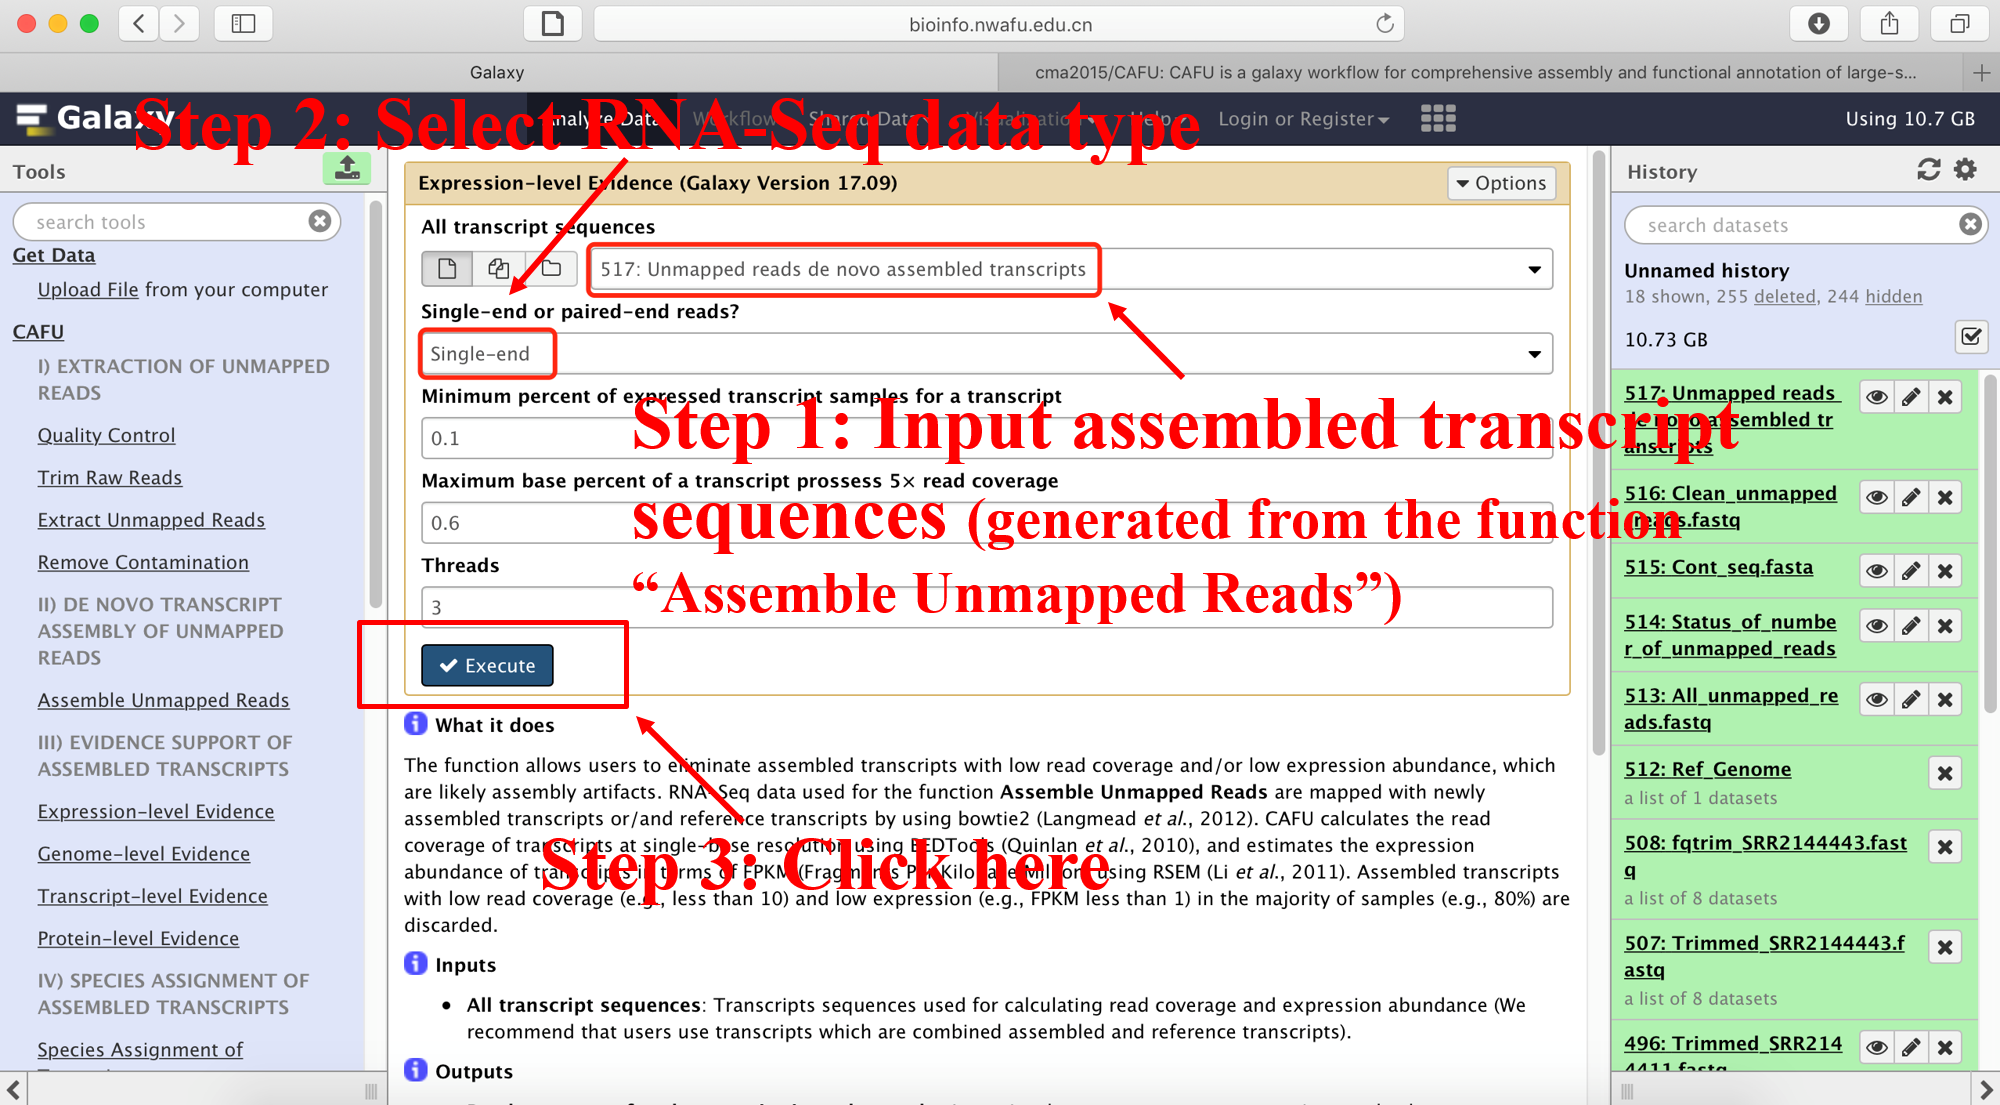 bioinfo.nwafu.edu.cn
Galaxy
cma2015/CAFU: CAFU is a galaxy workflow for comprehensive assembly and functional annotation of large-s...
Galaxy
Analyze Data Workflow Shared Data Visualization Help Login or Register
Using 10.7 GB
Step 2: Select RNA-Seq data type
Tools
search tools
Get Data
Upload File from your computer
CAFU
I) EXTRACTION OF UNMAPPED
READS
Quality Control
Trim Raw Reads
Extract Unmapped Reads
Remove Contamination
II) DE NOVO TRANSCRIPT
ASSEMBLY OF UNMAPPED
READS
Assemble Unmapped Reads
III) EVIDENCE SUPPORT OF
ASSEMBLED TRANSCRIPTS
Expression-level Evidence
Genome-level Evidence
Transcript-level Evidence
Protein-level Evidence
IV) SPECIES ASSIGNMENT OF
ASSEMBLED TRANSCRIPTS
Species Assignment of
Expression-level Evidence (Galaxy Version 17.09)
Options
All transcript sequences
517: Unmapped reads de novo assembled transcripts
Single-end or paired-end reads?
Single-end
Minimum percent of expressed transcript samples for a transcript
0.1
Maximum base percent of a transcript prossess 5× read coverage
0.6
Threads
3
Execute
Step 1: Input assembled transcript
sequences (generated from the function
“Assemble Unmapped Reads”)
What it does
The function allows users to eliminate assembled transcripts with low read coverage and/or low expression abundance, which
are likely assembly artifacts. RNA-Seq data used for the function Assemble Unmapped Reads are mapped with newly
assembled transcripts or/and reference transcripts by using bowtie2 (Langmead et al., 2012). CAFU calculates the read
coverage of transcripts at single-base resolution using BEDTools (Quinlan et al., 2010), and estimates the expression
abundance of transcripts in terms of FPKM (Fragments Per Kilobase Million) using RSEM (Li et al., 2011). Assembled transcripts
with low read coverage (e.g., less than 10) and low expression (e.g., FPKM less than 1) in the majority of samples (e.g., 80%) are
discarded.
Step 3: Click here
Inputs
All transcript sequences: Transcripts sequences used for calculating read coverage and expression abundance (We
recommend that users use transcripts which are combined assembled and reference transcripts).
Outputs
History
search datasets
Unnamed history
18 shown, 255 deleted, 244 hidden
10.73 GB
517: Unmapped reads
de novo assembled tr
anscripts
516: Clean_unmapped
_reads.fastq
515: Cont_seq.fasta
514: Status_of_numbe
r_of_unmapped_reads
513: All_unmapped_re
ads.fastq
512: Ref_Genome
a list of 1 datasets
508: fqtrim_SRR2144443.fast
q
a list of 8 datasets
507: Trimmed_SRR2144443.f
astq
a list of 8 datasets
496: Trimmed_SRR214
4411.fastq